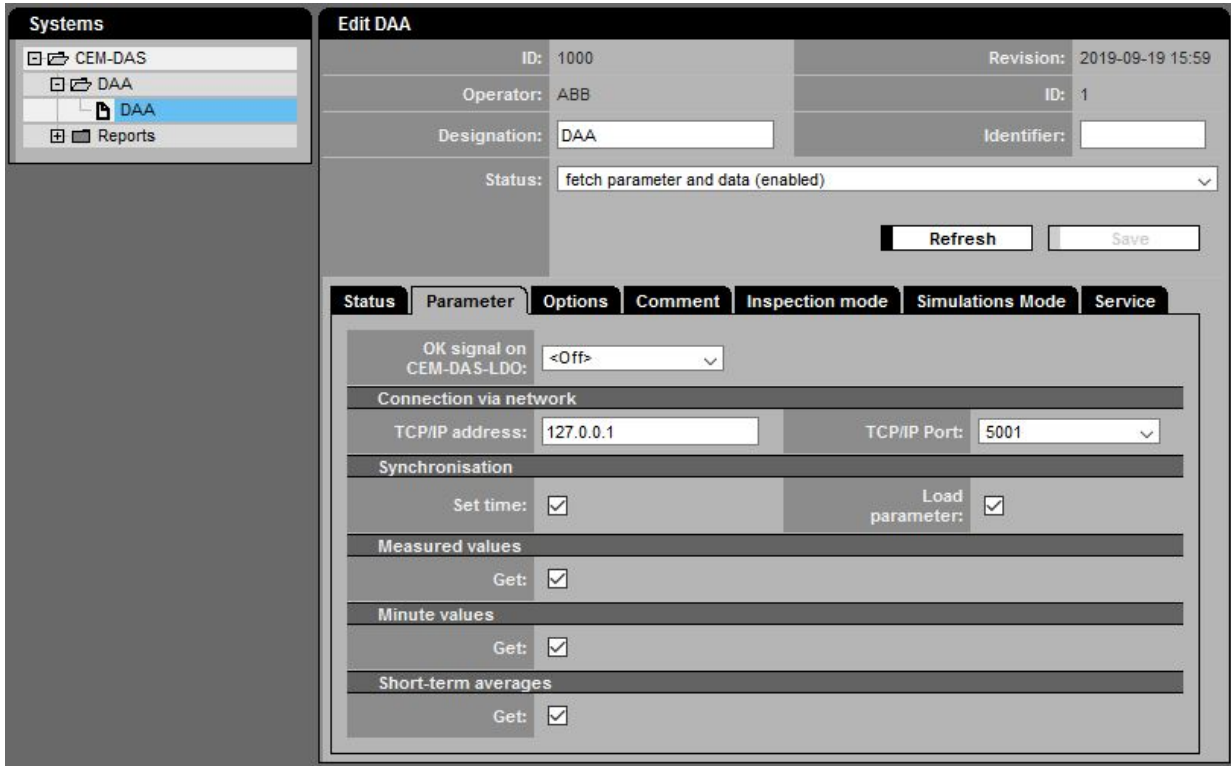 Systems
CEM-DAS
DAA
DAA
Reports
Edit DAA
ID: 1000 Revision: 2019-09-19 15:59
Operator: ABB ID: 1
Designation: DAA Identifier:
Status: fetch parameter and data (enabled)
Refresh Save
Status Parameter Options Comment Inspection mode Simulations Mode Service
OK signal on
CEM-DAS-LDO: <Off>
Connection via network
TCP/IP address: 127.0.0.1 TCP/IP Port: 5001
Synchronisation
Set time: Load
parameter:
Measured values
Get:
Minute values
Get:
Short-term averages
Get: